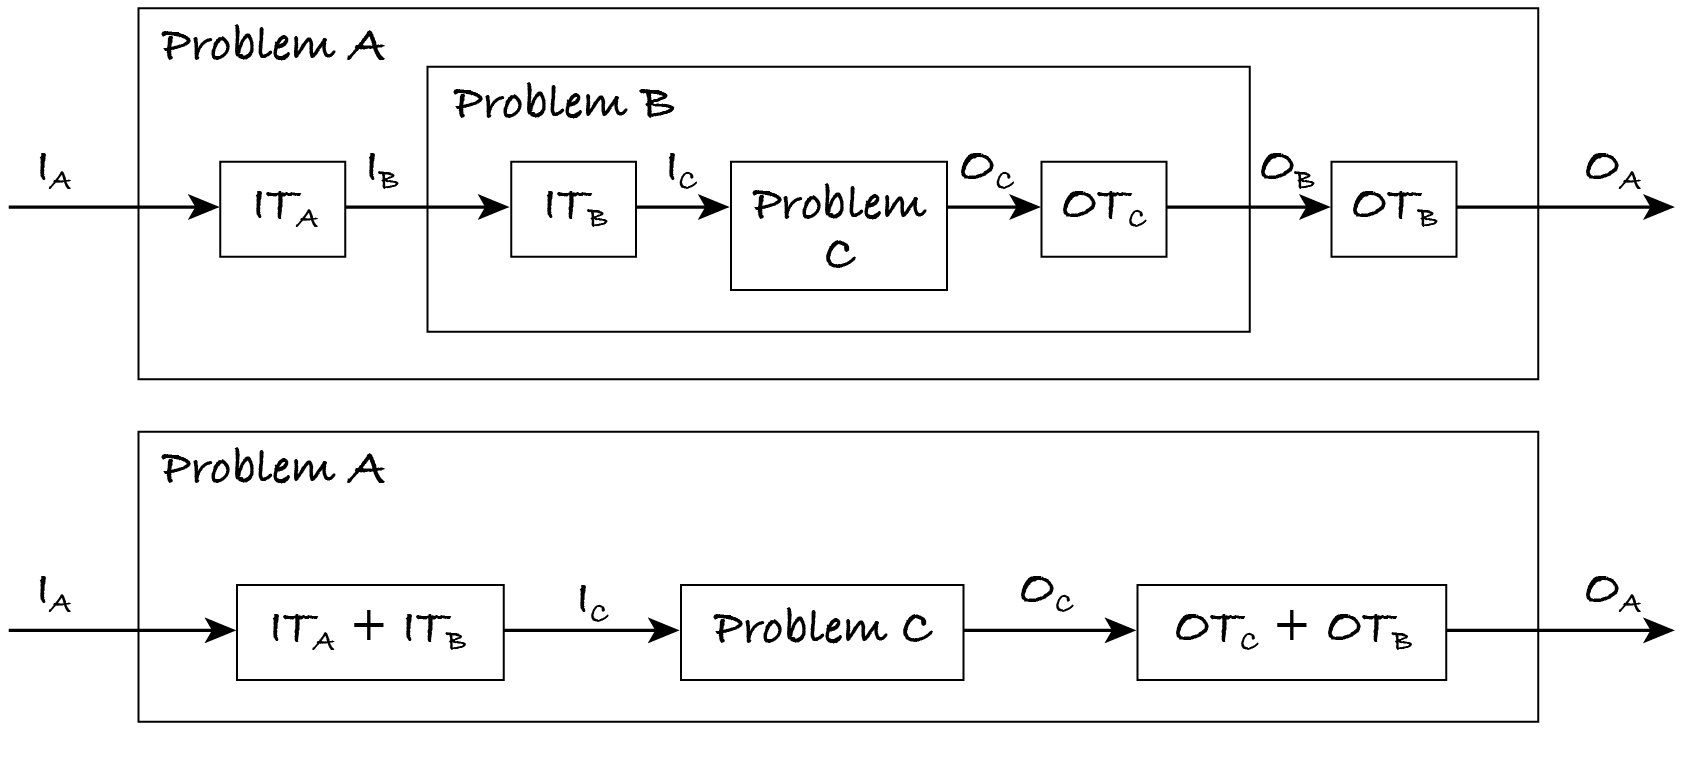 Problem A
Problem B
I_A
IT_A
I_B
IT_B
I_C
Problem
C
O_C
OT_C
O_B
OT_B
O_A
Problem A
I_A
IT_A + IT_B
I_C
Problem C
O_C
OT_C + OT_B
O_A